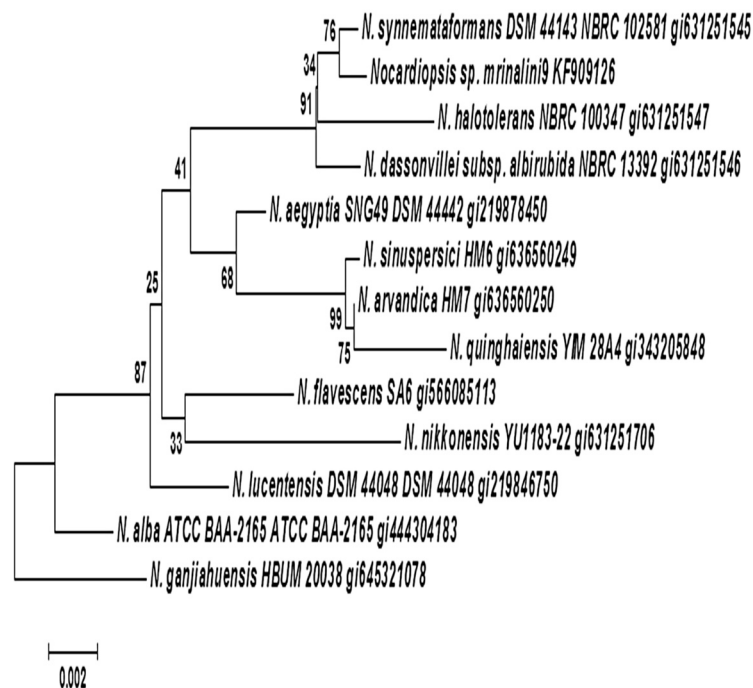 76
N. synnemataformans DSM 44143 NBRC 102581 gi631251545
34
Nocardiopsis sp. mrinalini9 KF909126
91
N. halotolerans NBRC 100347 gi631251547
41
N. dassonvillei subsp. albirubida NBRC 13392 gi631251546
N. aegyptia SNG49 DSM 44442 gi219878450
68
N. sinuspersici HM6 gi636560249
25
N. arvandica HM7 gi636560250
99
75
N. quinghaiensis YIM 28A4 gi343205848
87
N. flavescens SA6 gi566085113
33
N. nikkonensis YU1183-22 gi631251706
N. lucentensis DSM 44048 DSM 44048 gi219846750
N. alba ATCC BAA-2165 ATCC BAA-2165 gi444304183
N. ganjiahuensis HBUM 20038 gi645321078
0.002